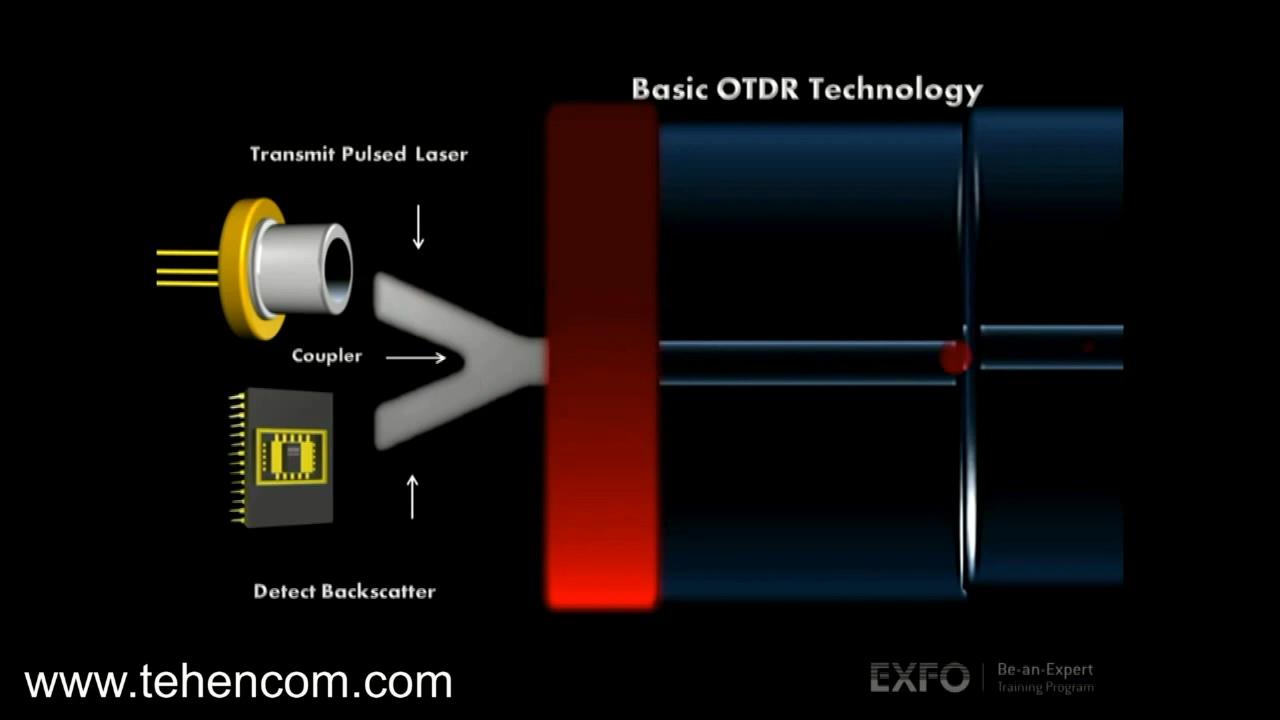 Basic OTDR Technology
Transmit Pulsed Laser
Coupler
Detect Backscatter
www.tehencom.com
EXFO
Be-an-Expert
Training Program